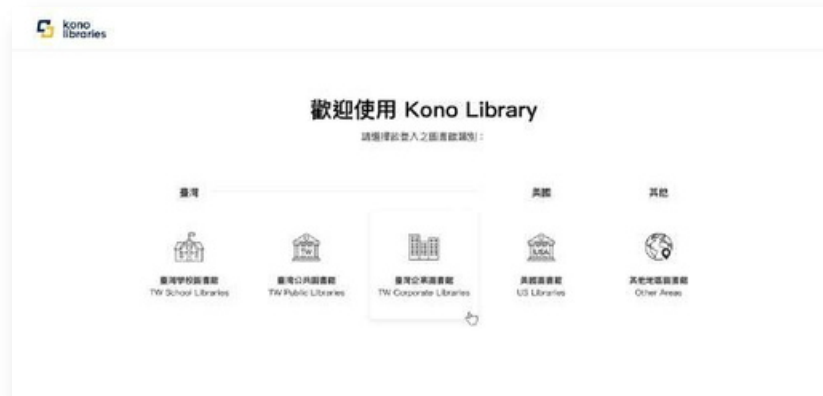 kono
libraries
歡迎使用 Kono Library
請選擇欲登入之圖書館類別：
臺灣
美國
其他
TW
USA
臺灣學校圖書館
TW School Libraries
臺灣公共圖書館
TW Public Libraries
臺灣企業圖書館
TW Corporate Libraries
美國圖書館
US Libraries
其他地區圖書館
Other Areas